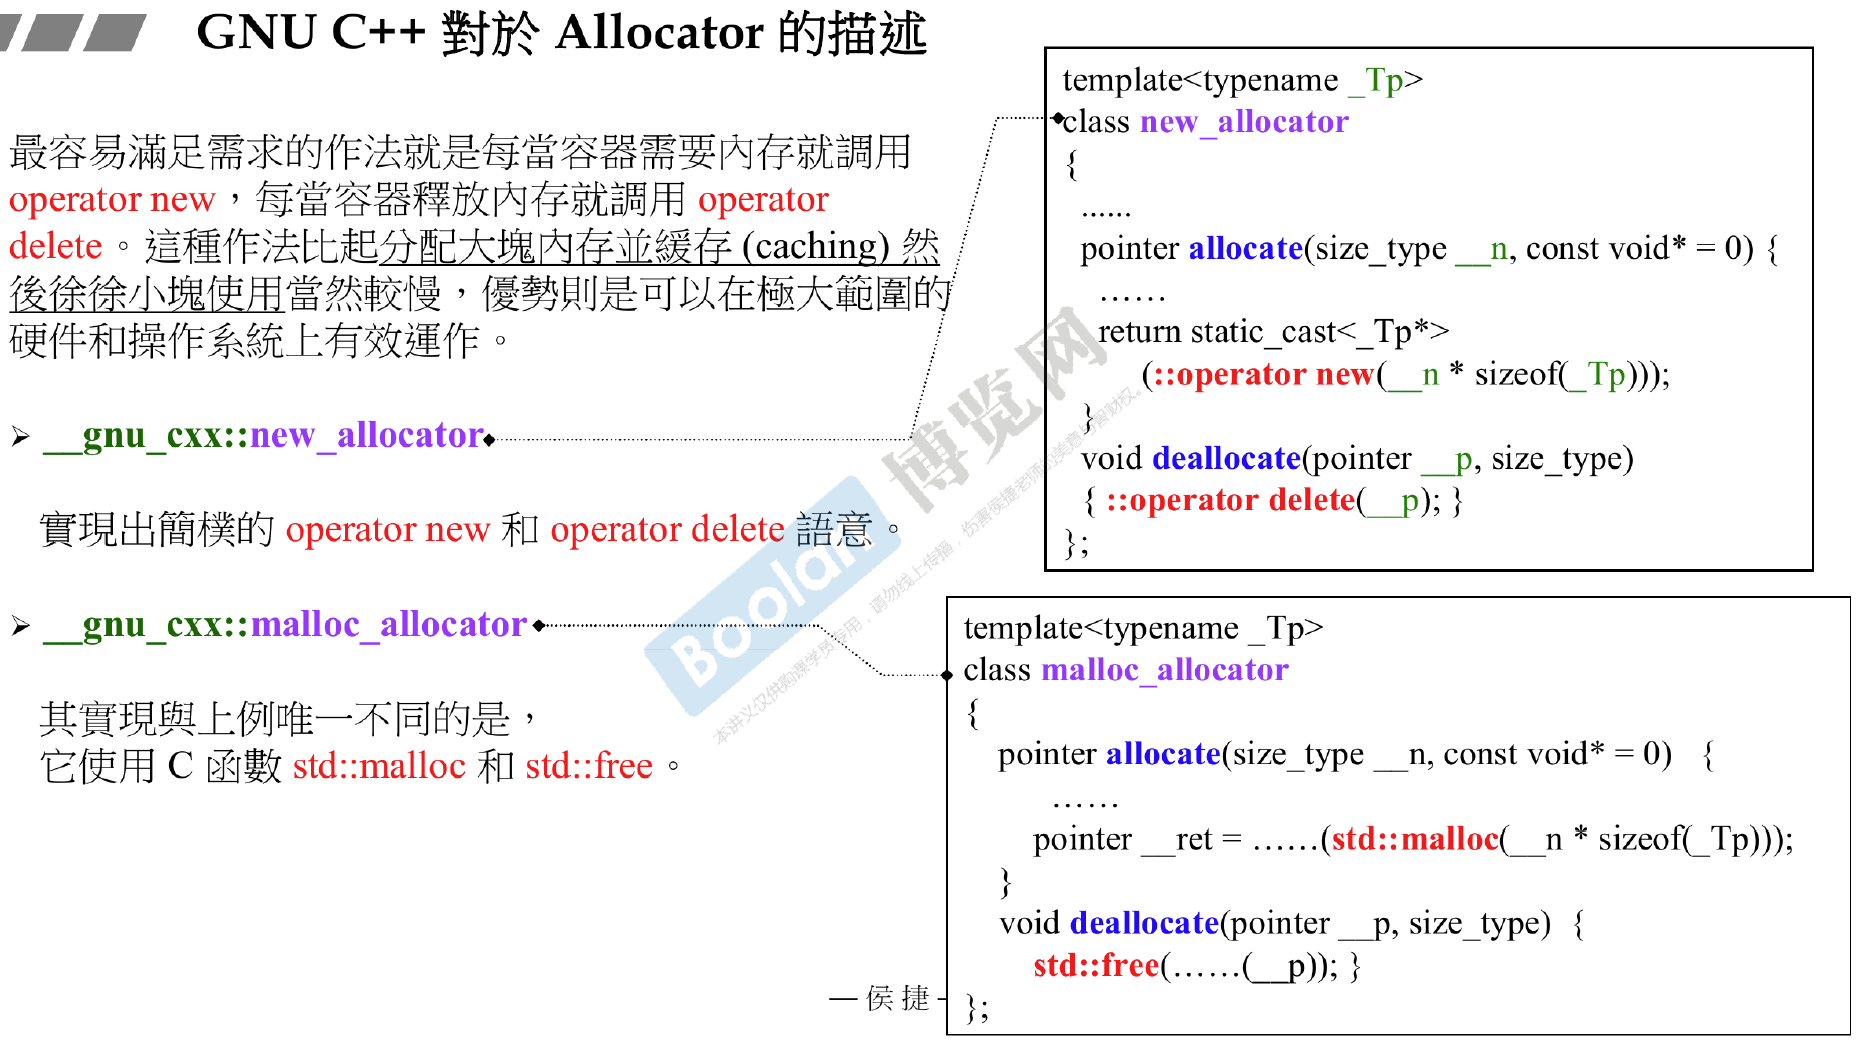 GNU C++ 對於 Allocator 的描述
最容易滿足需求的作法就是每當容器需要內存就調用
operator new，每當容器釋放內存就調用 operator
delete。這種作法比起分配大塊內存並緩存 (caching) 然
後徐徐小塊使用當然較慢，優勢則是可以在極大範圍的
硬件和操作系統上有效運作。
➢ __gnu_cxx::new_allocator
實現出簡樸的 operator new 和 operator delete 語意。
➢ __gnu_cxx::malloc_allocator
其實現與上例唯一不同的是，
它使用 C 函數 std::malloc 和 std::free。
template<typename _Tp>
class new_allocator
{
......
pointer allocate(size_type __n, const void* = 0) {
……
return static_cast<_Tp*>
(::operator new(__n * sizeof(_Tp)));
}
void deallocate(pointer __p, size_type)
{ ::operator delete(__p); }
};
template<typename _Tp>
class malloc_allocator
{
pointer allocate(size_type __n, const void* = 0) {
……
pointer __ret = ……(std::malloc(__n * sizeof(_Tp)));
}
void deallocate(pointer __p, size_type) {
std::free(……(__p)); }
};
— 侯捷 -
Boolan 博览网
本讲义仅供购课学员专用，请勿线上传播，伤害侯捷老师的美意与智财权。